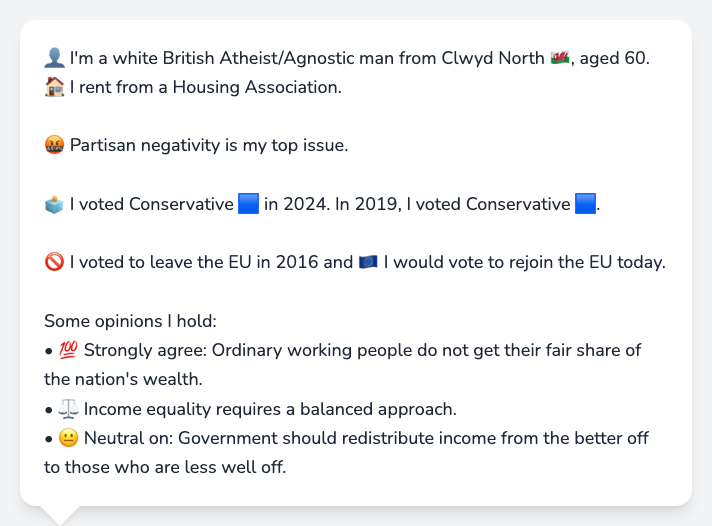 👤 I'm a white British Atheist/Agnostic man from Clwyd North 🏴󠁧󠁢󠁷󠁬󠁳󠁿, aged 60.
🏠 I rent from a Housing Association.
🤬 Partisan negativity is my top issue.
🗳️ I voted Conservative 🟦 in 2024. In 2019, I voted Conservative 🟦.
🚫 I voted to leave the EU in 2016 and 🇪🇺 I would vote to rejoin the EU today.
Some opinions I hold:
• 💯 Strongly agree: Ordinary working people do not get their fair share of
the nation's wealth.
• ⚖️ Income equality requires a balanced approach.
• 😐 Neutral on: Government should redistribute income from the better off
to those who are less well off.